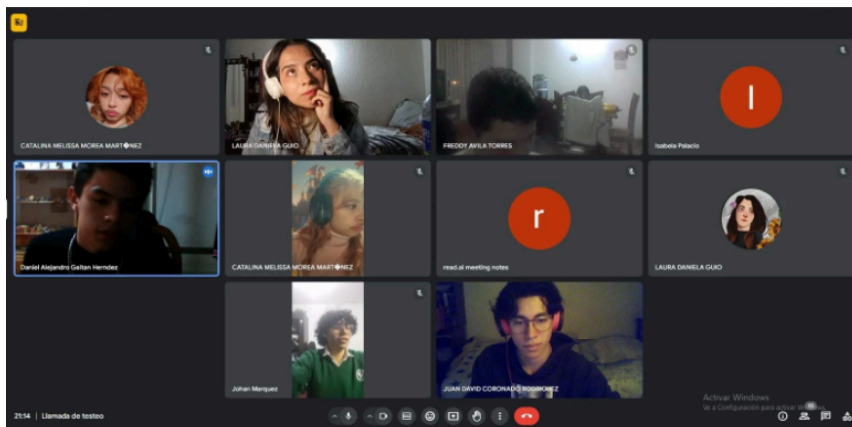 CATALINA MELISSA MOREA MART�NEZ
LAURA DANIELA GUIO
FREDDY AVILA TORRES
I
Isabela Palacio
Daniel Alejandro Gaitan Herndez
CATALINA MELISSA MOREA MART�NEZ
r
read.ai meeting notes
LAURA DANIELA GUIO
Johan Marquez
JUAN DAVID CORONADO RODRIGUEZ
Activar Windows
Ve a Configuración para activar Windows.
21:14 | Llamada de testeo